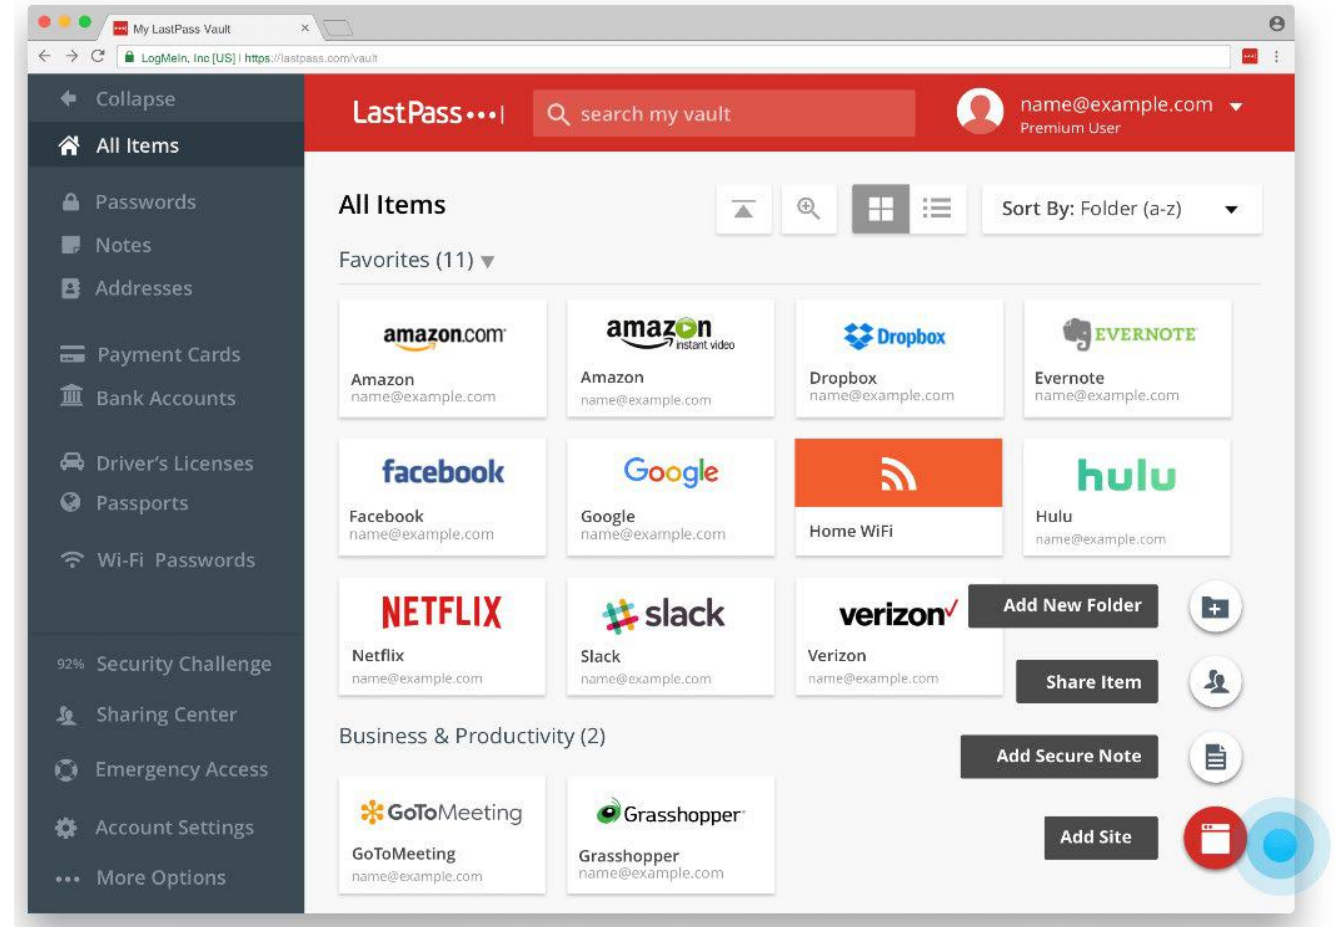 My LastPass Vault
LogMeIn, Inc [US] | https://lastpass.com/vault
Collapse
All Items
Passwords
Notes
Addresses
Payment Cards
Bank Accounts
Driver's Licenses
Passports
Wi-Fi Passwords
92% Security Challenge
Sharing Center
Emergency Access
Account Settings
More Options
LastPass
search my vault
name@example.com
Premium User
All Items
Sort By: Folder (a-z)
Favorites (11)
amazon.com
Amazon
name@example.com
amazon
instant video
Amazon
name@example.com
Dropbox
Dropbox
name@example.com
EVERNOTE
Evernote
name@example.com
facebook
Facebook
name@example.com
Google
Google
name@example.com
Home WiFi
hulu
Hulu
name@example.com
NETFLIX
Netflix
name@example.com
slack
Slack
name@example.com
verizon
Verizon
name@example.com
Add New Folder
Share Item
Add Secure Note
Add Site
Business & Productivity (2)
GoToMeeting
GoToMeeting
name@example.com
Grasshopper
Grasshopper
name@example.com